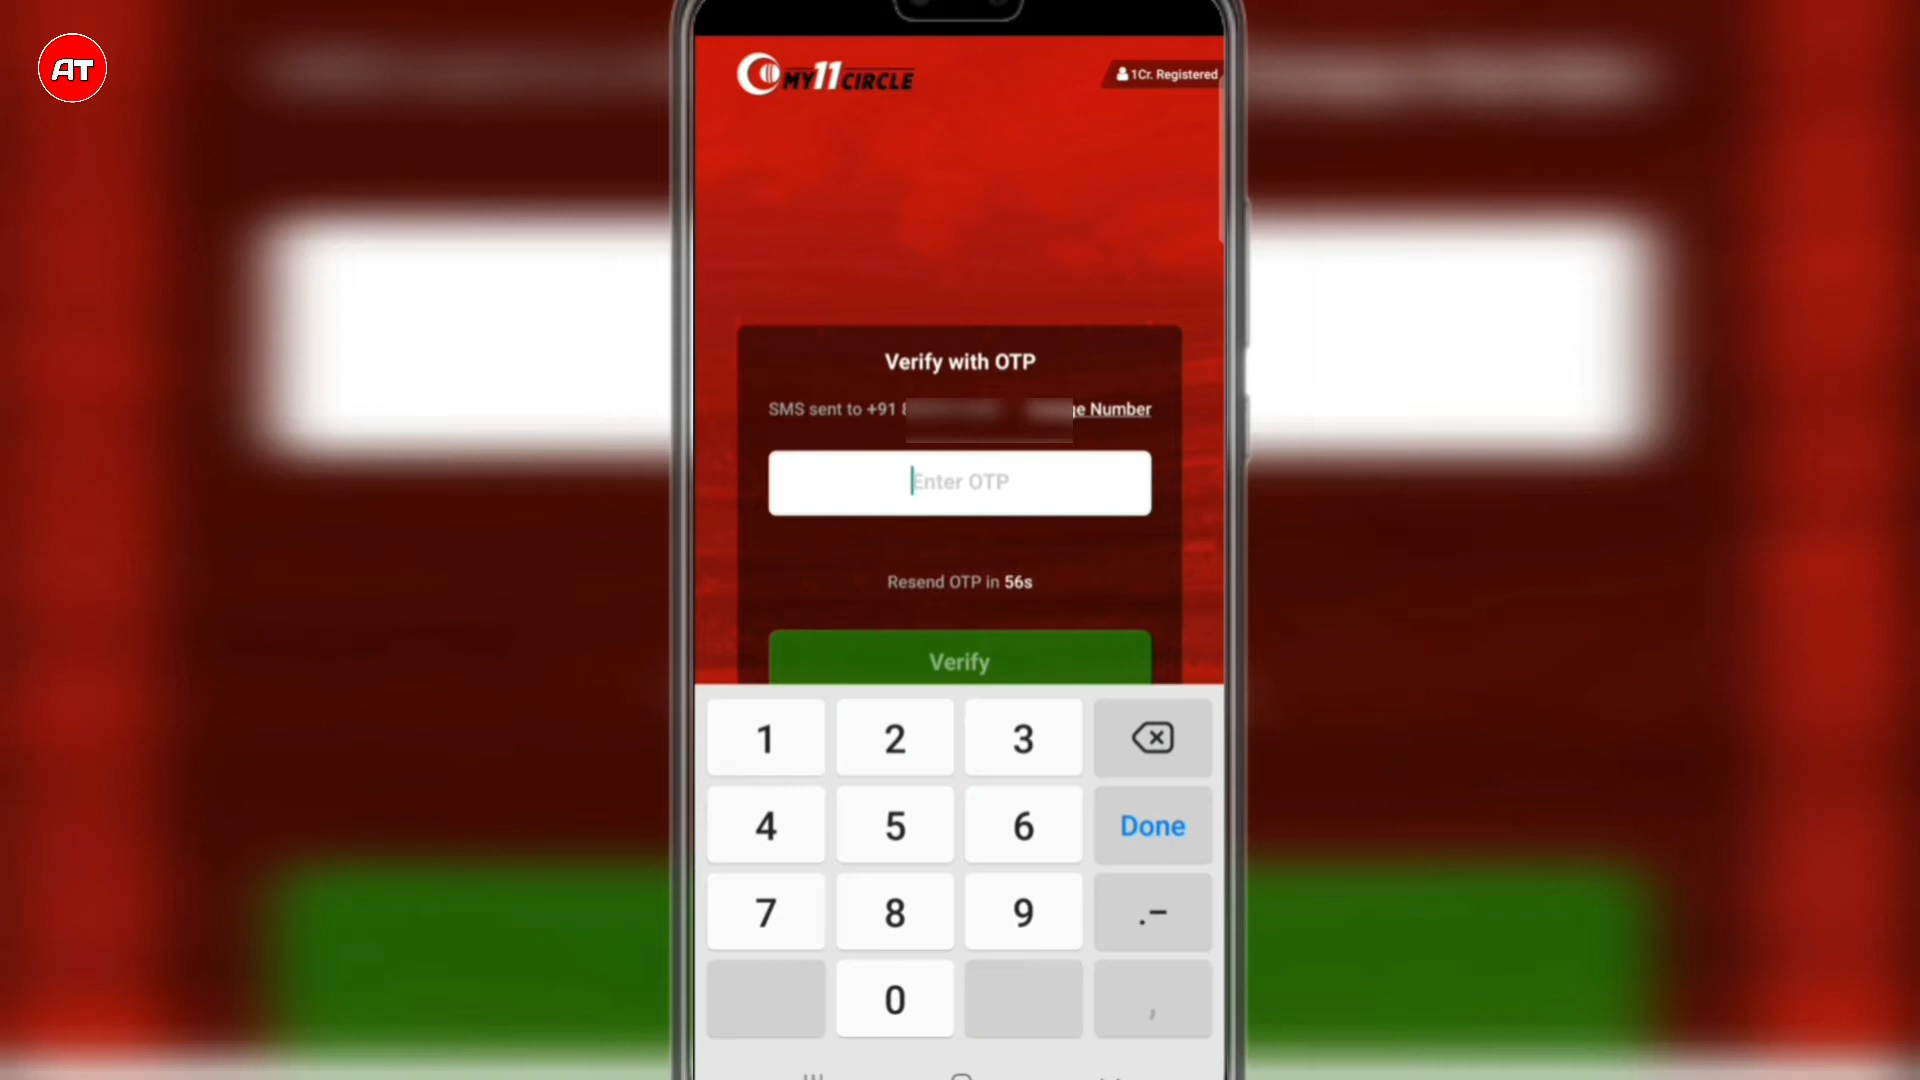 AT
MY11CIRCLE
1Cr. Registered
Verify with OTP
SMS sent to +91 8 Number
Enter OTP
Resend OTP in 56s
Verify
1 2 3
4 5 6 Done
7 8 9 .-
0 ,